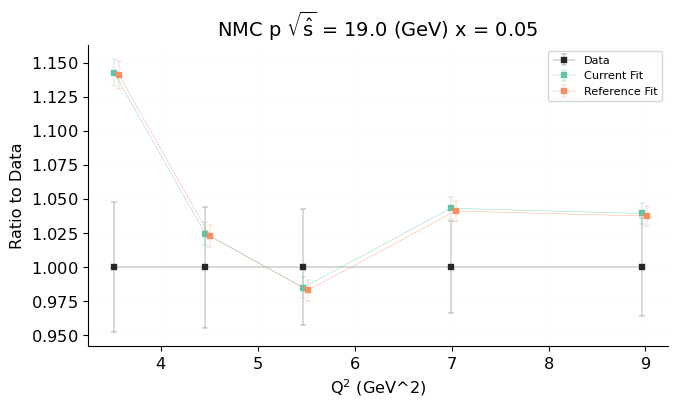 NMC p √ŝ = 19.0 (GeV) x = 0.05
Data
Current Fit
Reference Fit
Ratio to Data
1.150
1.125
1.100
1.075
1.050
1.025
1.000
0.975
0.950
4 5 6 7 8 9
Q² (GeV^2)